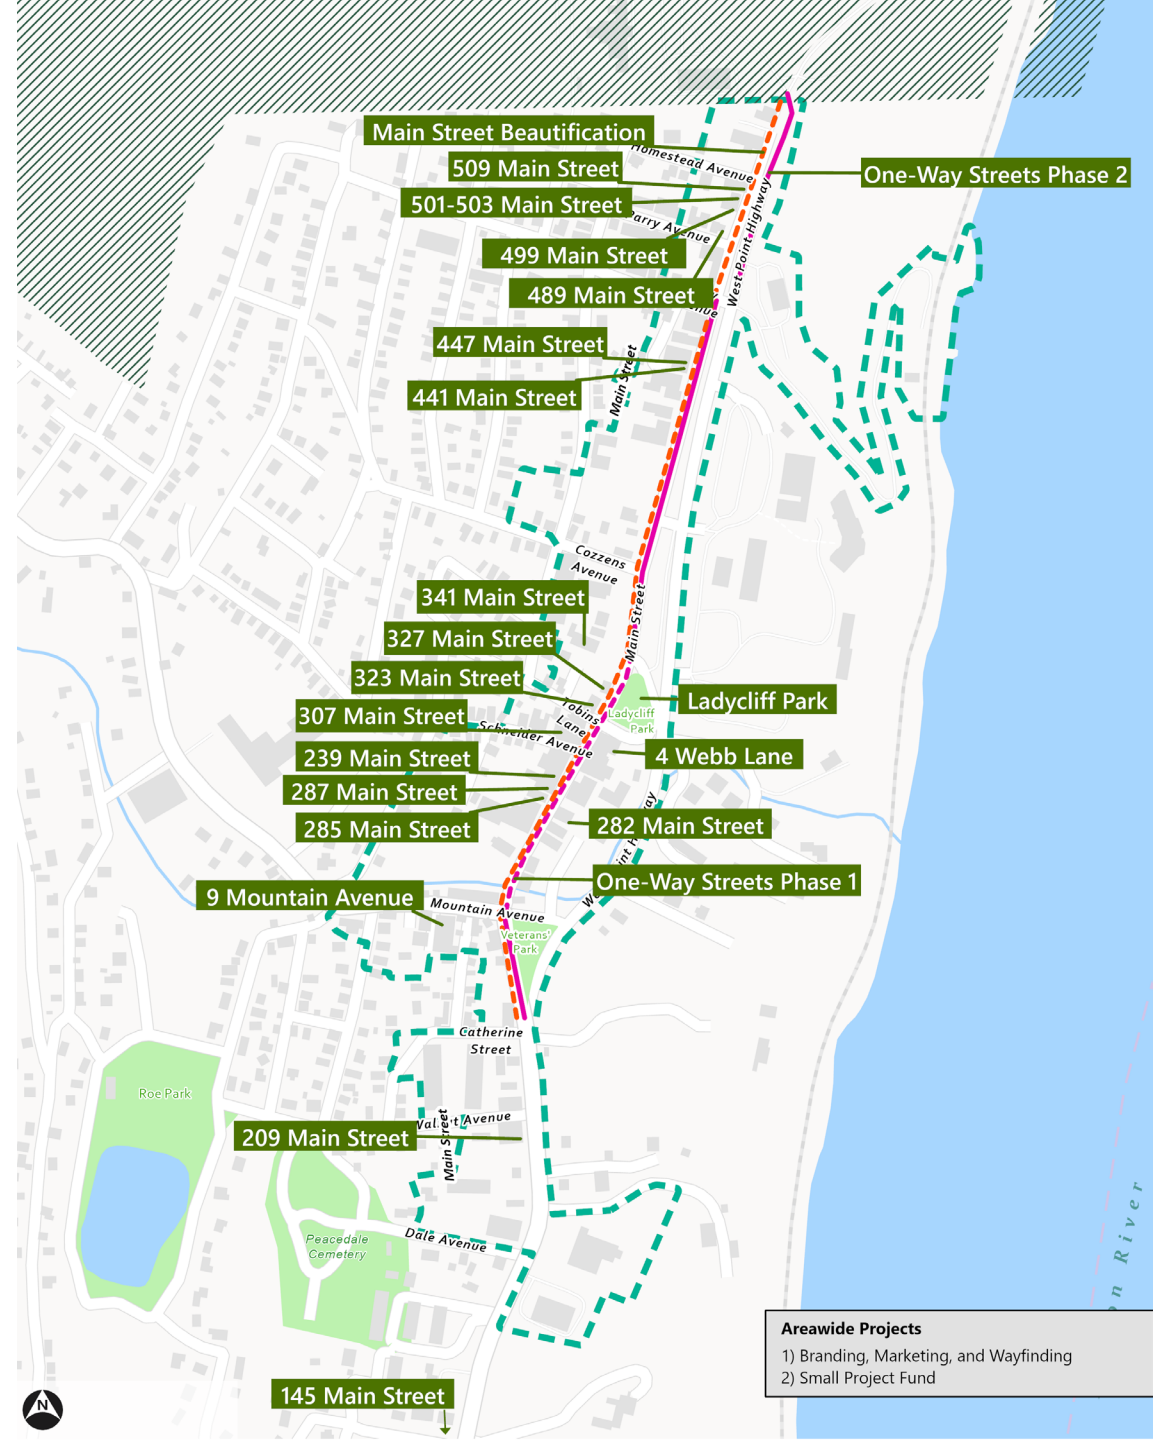 Main Street Beautification
Homestead Avenue
509 Main Street
One-Way Streets Phase 2
501-503 Main Street
Parry Avenue
499 Main Street
West Point Highway
489 Main Street
447 Main Street
Main Street
441 Main Street
Cozzens
Avenue
341 Main Street
Main Street
327 Main Street
323 Main Street
Ladycliff Park
Tobins
Lane
Ladycliff
Park
307 Main Street
Schneider Avenue
239 Main Street
4 Webb Lane
287 Main Street
285 Main Street
282 Main Street
One-Way Streets Phase 1
9 Mountain Avenue
Mountain Avenue
Veterans'
Park
Catherine
Street
Roe Park
Main Street
209 Main Street
Peacedale
Cemetery
Dale Avenue
River
Areawide Projects
1) Branding, Marketing, and Wayfinding
2) Small Project Fund
145 Main Street
N